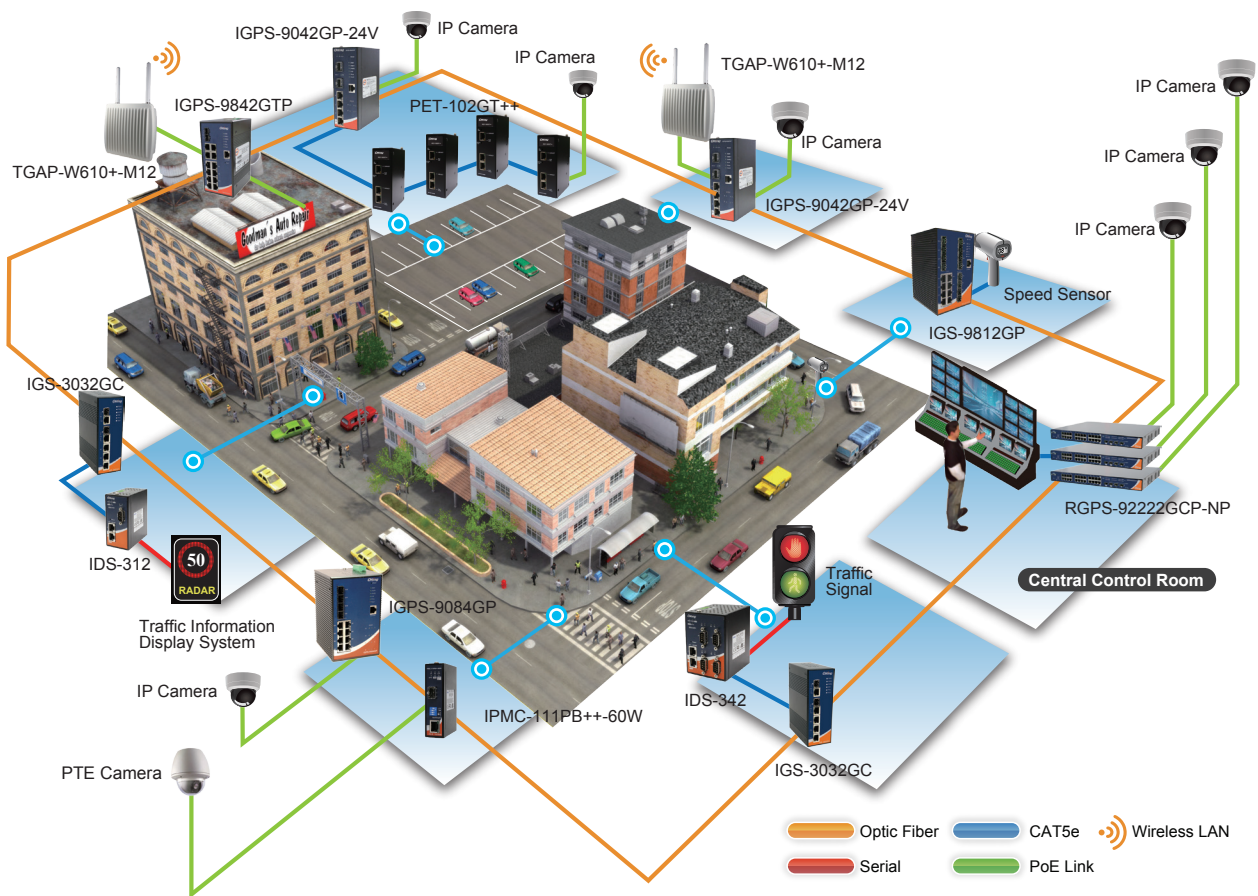 IGPS-9042GP-24V
IP Camera
IP Camera
TGAP-W610+-M12
IP Camera
IGPS-9842GTP
PET-102GT++
IP Camera
IP Camera
TGAP-W610+-M12
IGPS-9042GP-24V
IP Camera
Goodman's Auto Repair
Speed Sensor
IGS-9812GP
IGS-3032GC
RGPS-92222GCP-NP
IDS-312
50
RADAR
Traffic
Signal
Central Control Room
IGPS-9084GP
Traffic Information
Display System
IP Camera
IDS-342
IPMC-111PB++-60W
PTE Camera
IGS-3032GC
Optic Fiber
CAT5e
Wireless LAN
Serial
PoE Link